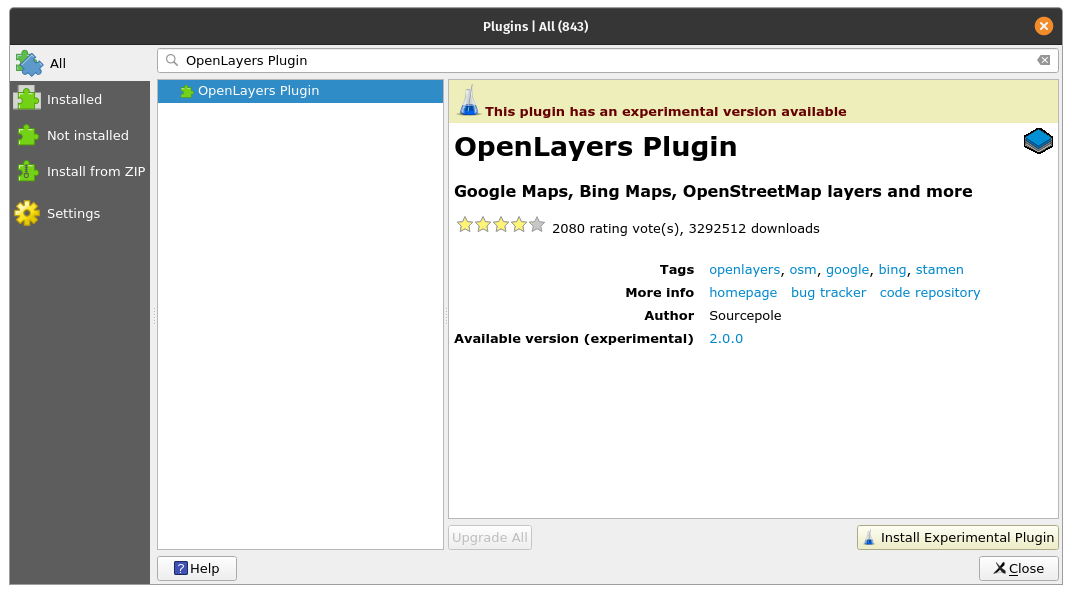 Plugins | All (843)
All
Installed
Not installed
Install from ZIP
Settings
OpenLayers Plugin
OpenLayers Plugin
This plugin has an experimental version available
OpenLayers Plugin
Google Maps, Bing Maps, OpenStreetMap layers and more
2080 rating vote(s), 3292512 downloads
Tags openlayers, osm, google, bing, stamen
More info homepage bug tracker code repository
Author Sourcepole
Available version (experimental) 2.0.0
Upgrade All
Install Experimental Plugin
Help
Close